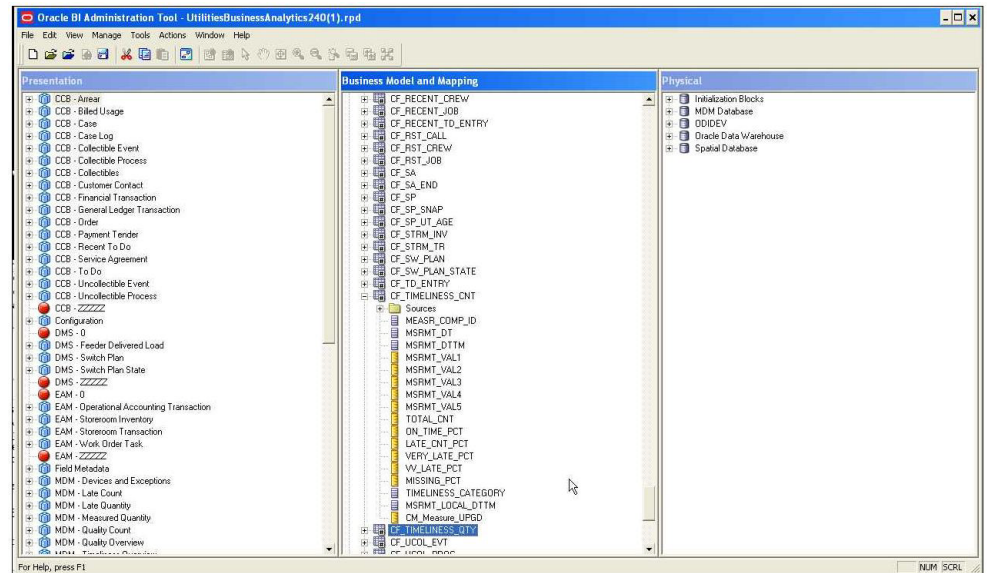 Oracle BI Administration Tool - UtilitiesBusinessAnalytics240(1).rpd
File Edit View Manage Tools Actions Window Help
Presentation
CCB - Arrear
CCB - Billed Usage
CCB - Case
CCB - Case Log
CCB - Collectible Event
CCB - Collectible Process
CCB - Collectibles
CCB - Customer Contact
CCB - Financial Transaction
CCB - General Ledger Transaction
CCB - Order
CCB - Payment Tender
CCB - Recent To Do
CCB - Service Agreement
CCB - To Do
CCB - Uncollectible Event
CCB - Uncollectible Process
CCB - ZZZZZ
Configuration
DMS - 0
DMS - Feeder Delivered Load
DMS - Switch Plan
DMS - Switch Plan State
DMS - ZZZZZ
EAM - 0
EAM - Operational Accounting Transaction
EAM - Storeroom Inventory
EAM - Storeroom Transaction
EAM - Work Order Task
EAM - ZZZZZ
Field Metadata
MDM - Devices and Exceptions
MDM - Late Count
MDM - Late Quantity
MDM - Measured Quantity
MDM - Quality Count
MDM - Quality Overview
MDM - Timeliness Overview
Business Model and Mapping
CF_RECENT_CREW
CF_RECENT_JOB
CF_RECENT_TD_ENTRY
CF_RST_CALL
CF_RST_CREW
CF_RST_JOB
CF_SA
CF_SA_END
CF_SP
CF_SP_SNAP
CF_SP_UT_AGE
CF_STRM_INV
CF_STRM_TR
CF_SW_PLAN
CF_SW_PLAN_STATE
CF_TD_ENTRY
CF_TIMELINESS_CNT
Sources
MEASR_COMP_ID
MSRMT_DT
MSRMT_DTTM
MSRMT_VAL1
MSRMT_VAL2
MSRMT_VAL3
MSRMT_VAL4
MSRMT_VAL5
TOTAL_CNT
ON_TIME_PCT
LATE_CNT_PCT
VERY_LATE_PCT
VV_LATE_PCT
MISSING_PCT
TIMELINESS_CATEGORY
MSRMT_LOCAL_DTTM
CM_Measure_UPGD
CF_TIMELINESS_QTY
CF_UCOL_EVT
CF_UCOL_PROC
Physical
Initialization Blocks
MDM Database
ODIDEV
Oracle Data Warehouse
Spatial Database
For Help, press F1
NUM SCRL